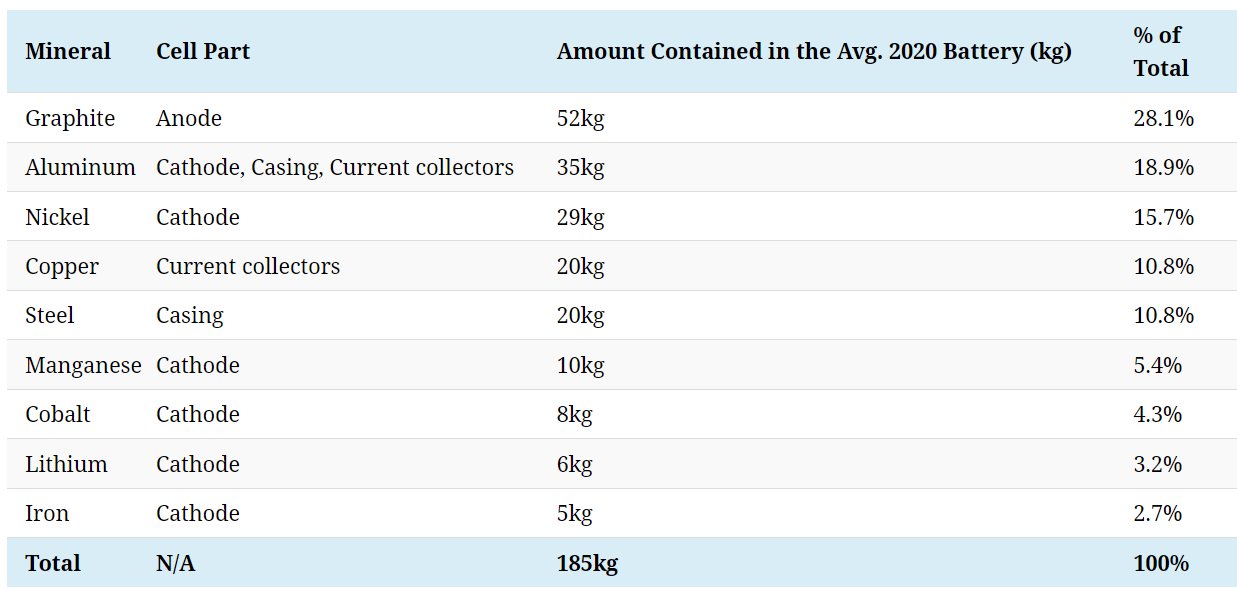 Mineral Cell Part Amount Contained in the Avg. 2020 Battery (kg) % of Total
Graphite Anode 52kg 28.1%
Aluminum Cathode, Casing, Current collectors 35kg 18.9%
Nickel Cathode 29kg 15.7%
Copper Current collectors 20kg 10.8%
Steel Casing 20kg 10.8%
Manganese Cathode 10kg 5.4%
Cobalt Cathode 8kg 4.3%
Lithium Cathode 6kg 3.2%
Iron Cathode 5kg 2.7%
Total N/A 185kg 100%